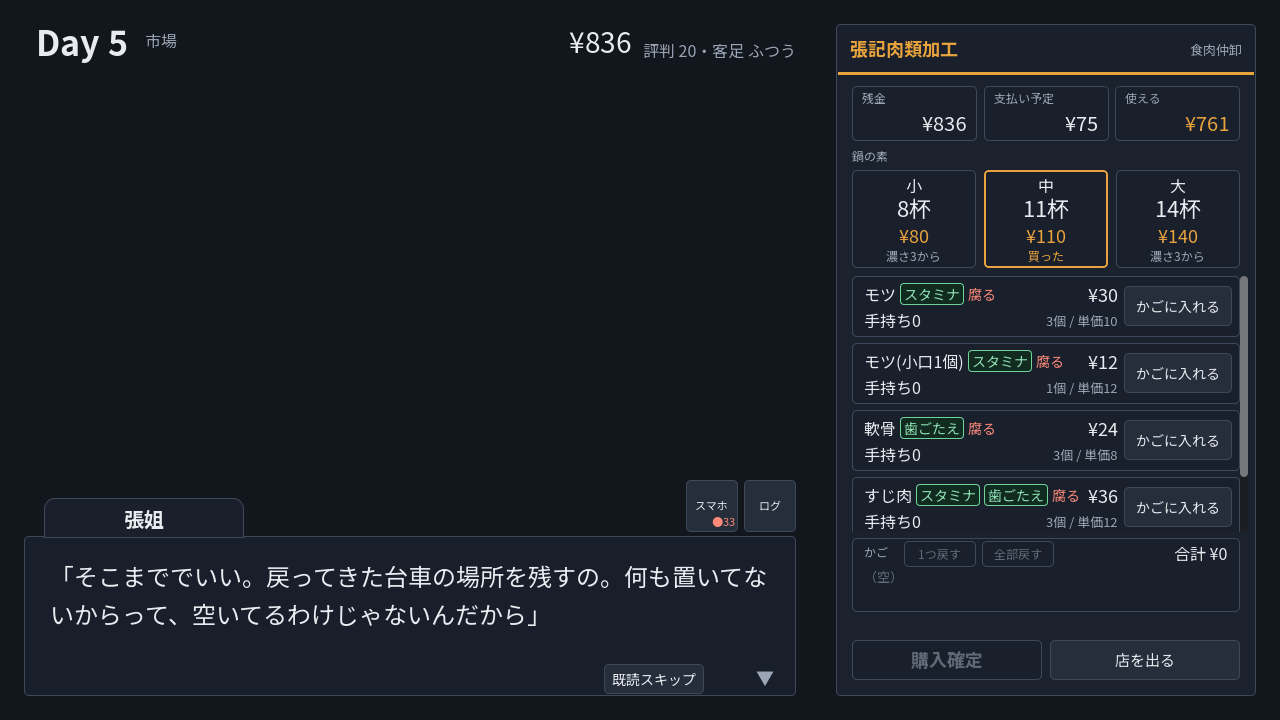 Day 5 市場
¥836 評判 20・客足 ふつう
スマホ
33
ログ
張姐
「そこまででいい。戻ってきた台車の場所を残すの。何も置いてな
いからって、空いてるわけじゃないんだから」
既読スキップ
▼
張記肉類加工
食肉仲卸
残金
¥836
支払い予定
¥75
使える
¥761
鍋の素
小
8杯
¥80
濃さ3から
中
11杯
¥110
買った
大
14杯
¥140
濃さ3から
モツ スタミナ 腐る ¥30
手持ち0 3個 / 単価10
かごに入れる
モツ(小口1個) スタミナ 腐る ¥12
手持ち0 1個 / 単価12
かごに入れる
軟骨 歯ごたえ 腐る ¥24
手持ち0 3個 / 単価8
かごに入れる
すじ肉 スタミナ 歯ごたえ 腐る ¥36
手持ち0 3個 / 単価12
かごに入れる
かご 1つ戻す 全部戻す 合計 ¥0
（空）
購入確定
店を出る